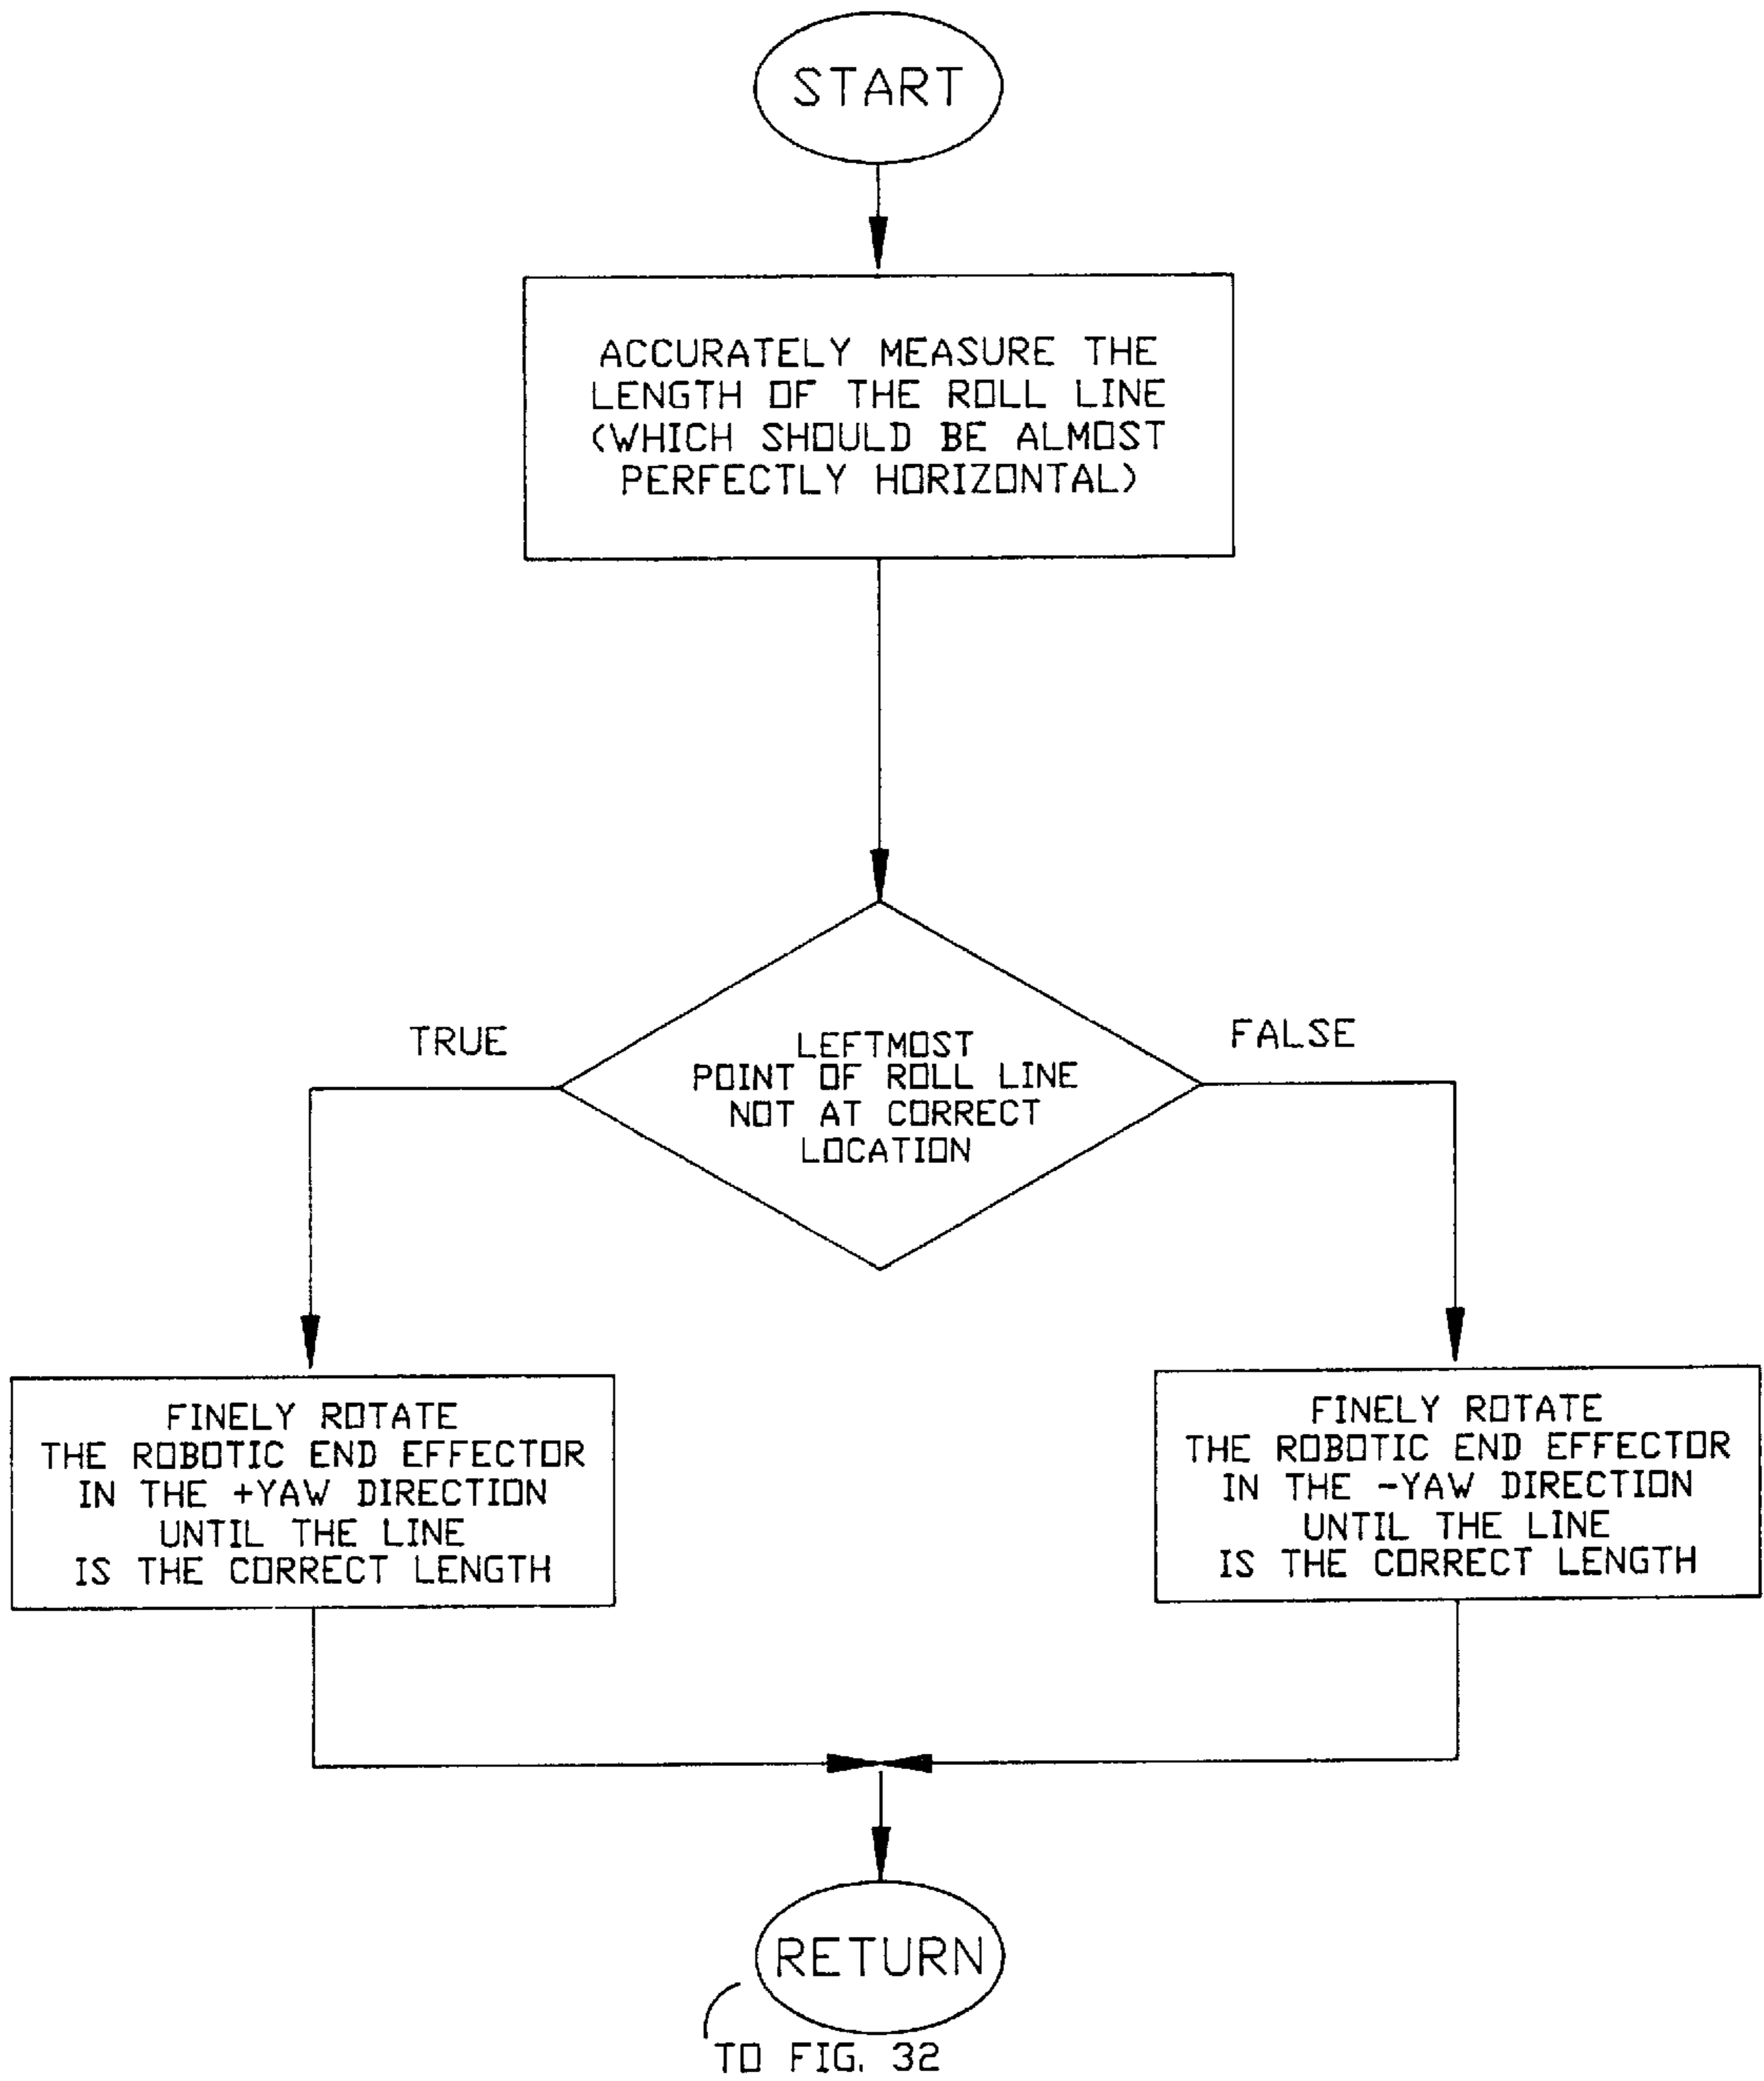 START
ACCURATELY MEASURE THE
LENGTH OF THE ROLL LINE
(WHICH SHOULD BE ALMOST
PERFECTLY HORIZONTAL)
TRUE
FALSE
LEFTMOST
POINT OF ROLL LINE
NOT AT CORRECT
LOCATION
FINELY ROTATE
THE ROBOTIC END EFFECTOR
IN THE +YAW DIRECTION
UNTIL THE LINE
IS THE CORRECT LENGTH
FINELY ROTATE
THE ROBOTIC END EFFECTOR
IN THE -YAW DIRECTION
UNTIL THE LINE
IS THE CORRECT LENGTH
RETURN
TO FIG. 32